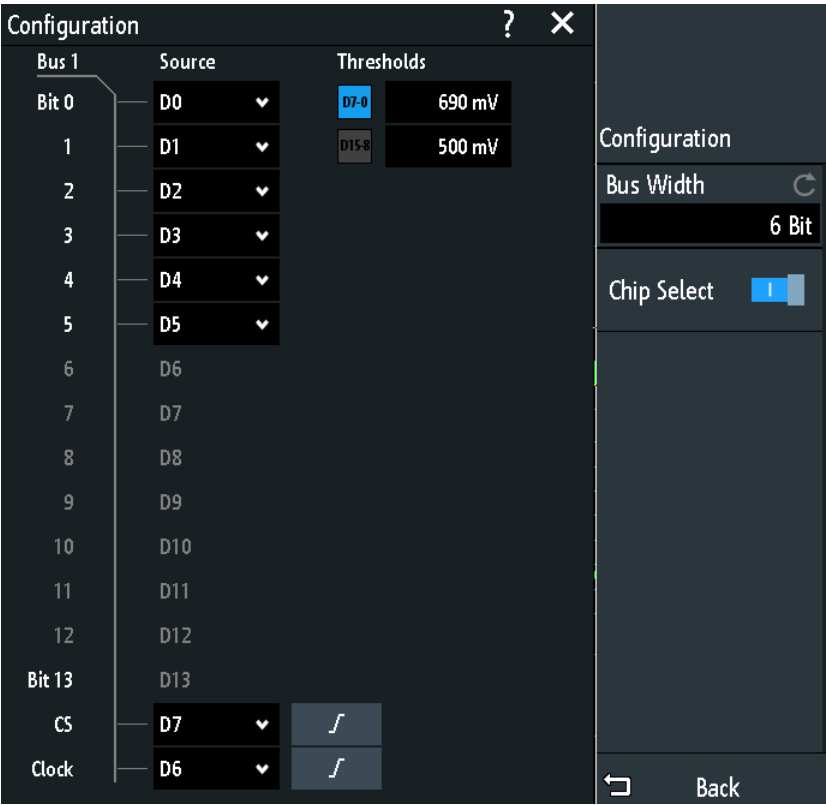 Configuration ? X
Bus 1 Source Thresholds
Bit 0 D0 D7-0 690 mV
1 D1 D15-8 500 mV
2 D2
3 D3
4 D4
5 D5
6 D6
7 D7
8 D8
9 D9
10 D10
11 D11
12 D12
Bit 13 D13
CS D7
Clock D6
Configuration
Bus Width
6 Bit
Chip Select I
Back